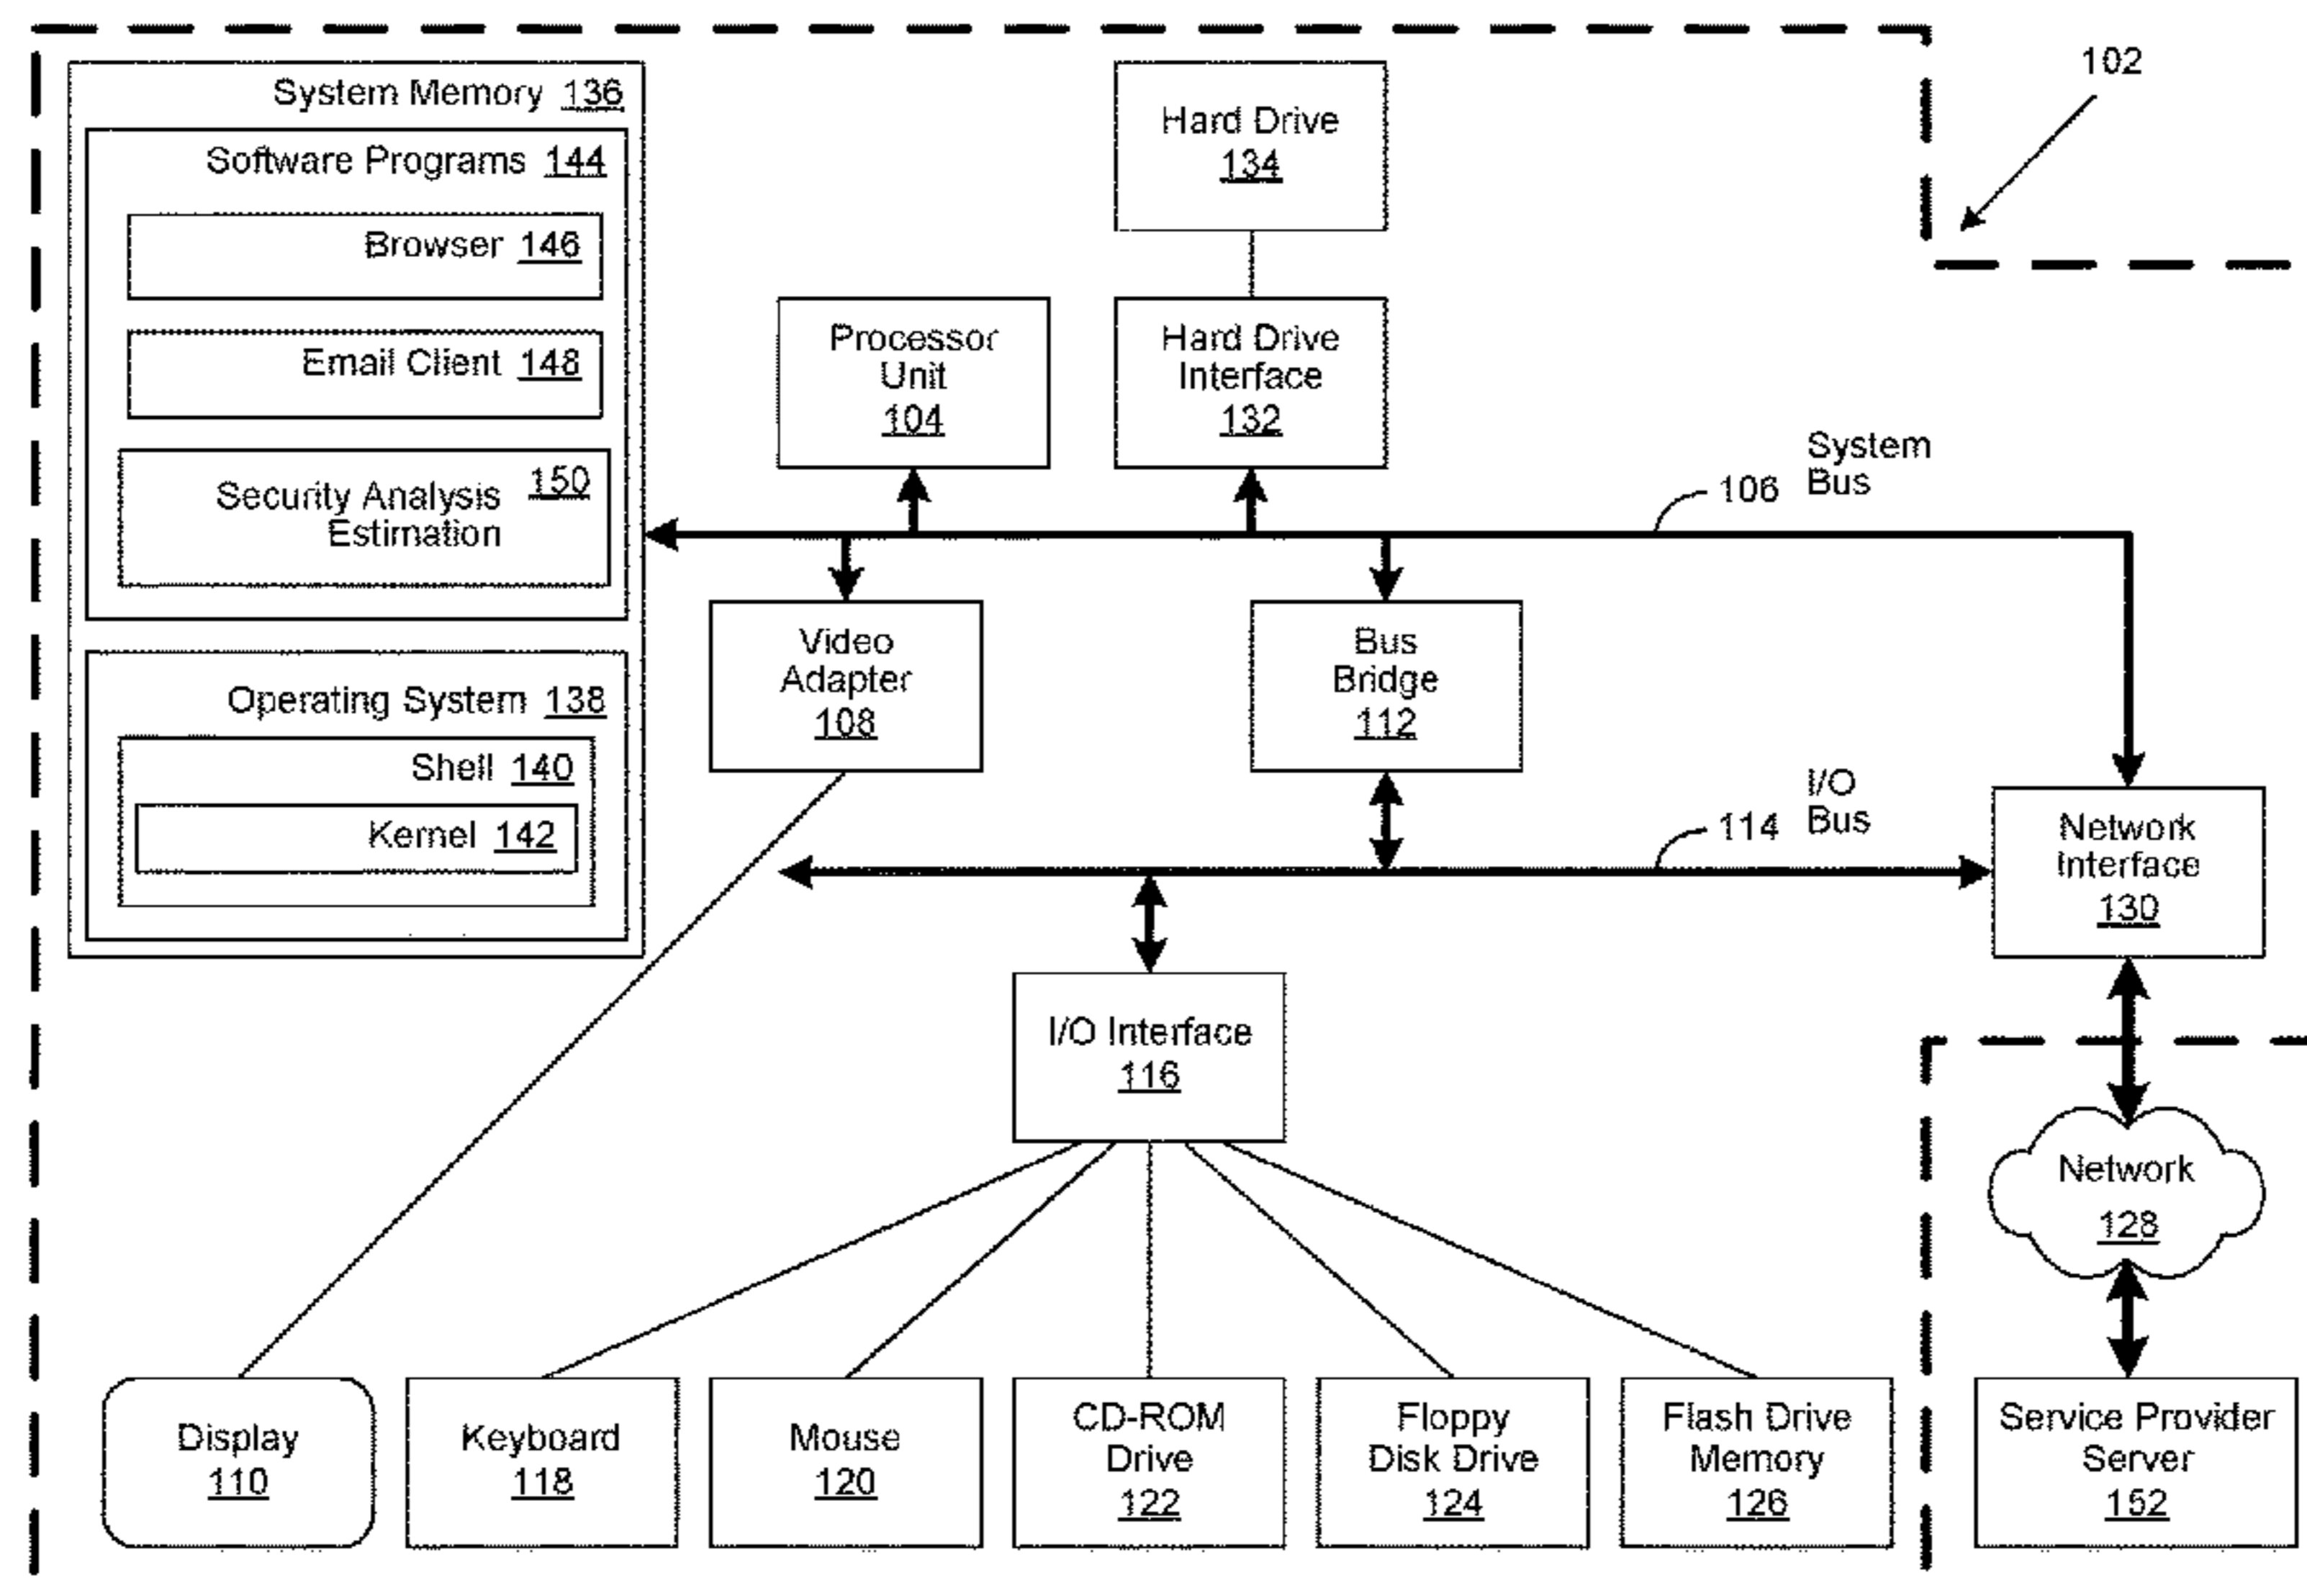 102
System Memory 136
Software Programs 144
Browser 146
Email Client 148
Security Analysis 150
Estimation
Operating System 138
Shell 140
Kernel 142
Hard Drive
134
Processor
Unit
104
Hard Drive
Interface
132
System
Bus
106
Video
Adapter
108
Bus
Bridge
112
I/O
Bus
114
Network
Interface
130
I/O Interface
116
Network
128
Display
110
Keyboard
118
Mouse
120
CD-ROM
Drive
122
Floppy
Disk Drive
124
Flash Drive
Memory
126
Service Provider
Server
152